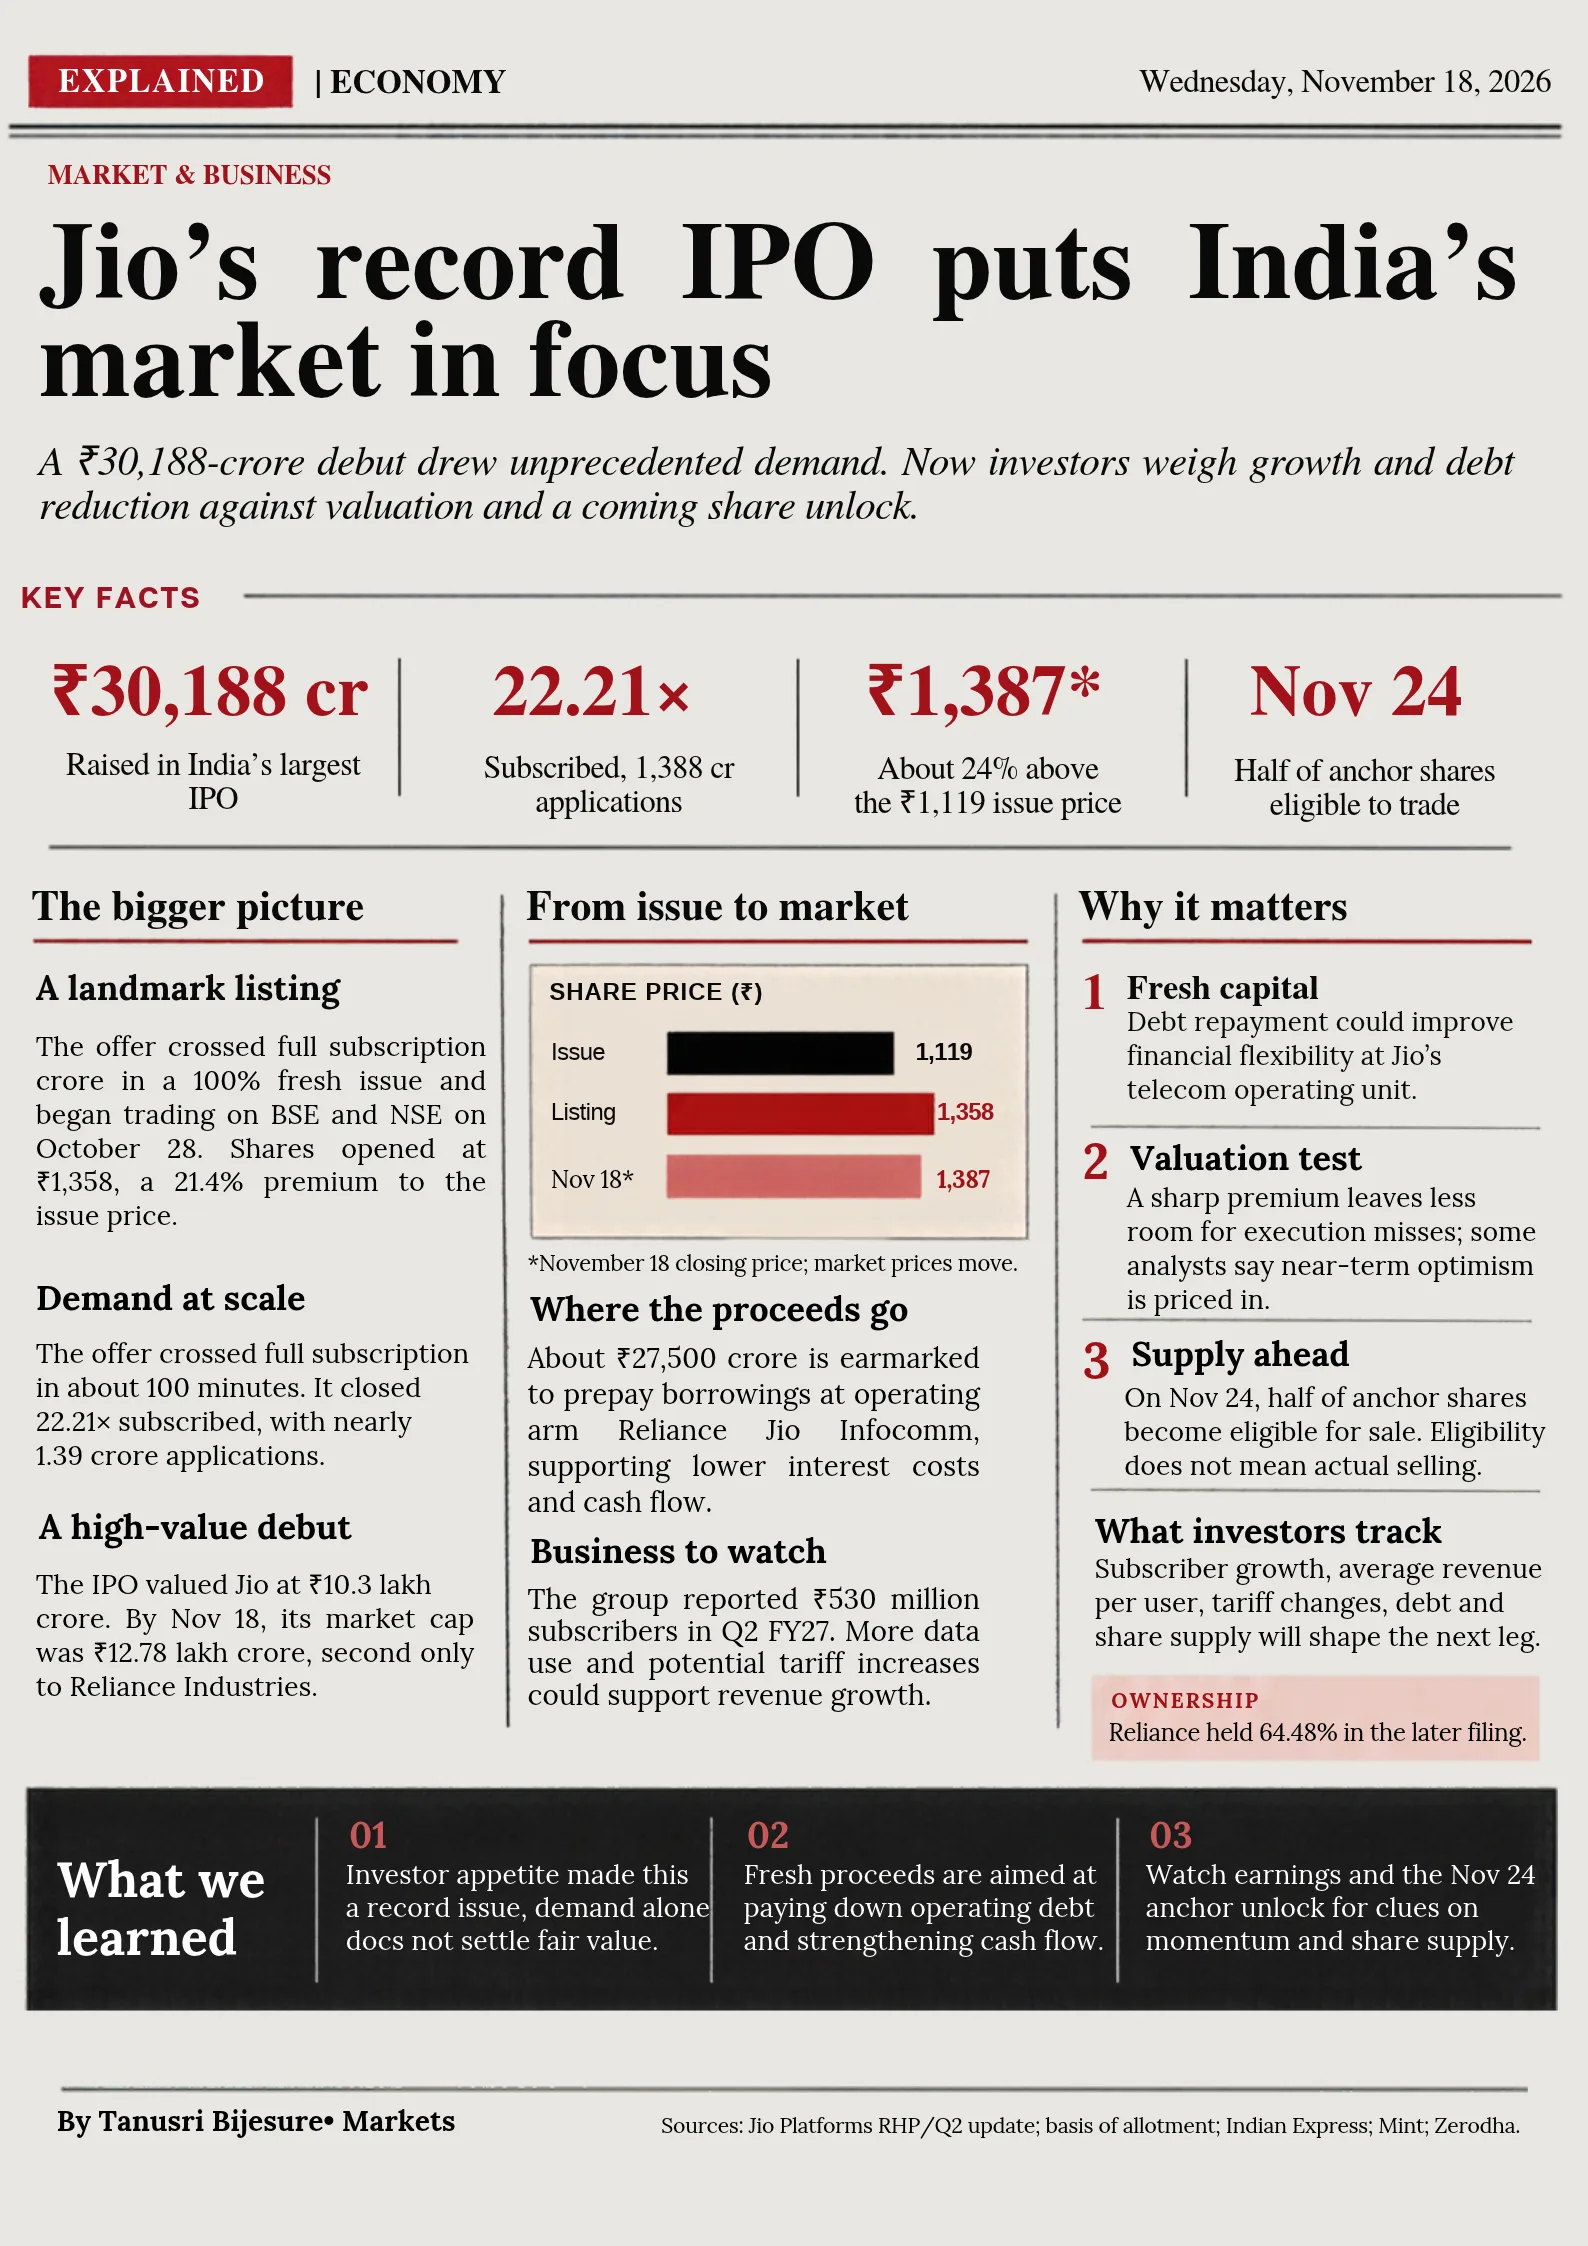 EXPLAINED | ECONOMY
Wednesday, November 18, 2026
MARKET & BUSINESS
Jio’s record IPO puts India’s
market in focus
A ₹30,188-crore debut drew unprecedented demand. Now investors weigh growth and debt
reduction against valuation and a coming share unlock.
KEY FACTS
₹30,188 cr
Raised in India’s largest
IPO
22.21×
Subscribed, 1,388 cr
applications
₹1,387*
About 24% above
the ₹1,119 issue price
Nov 24
Half of anchor shares
eligible to trade
The bigger picture
A landmark listing
The offer crossed full subscription
crore in a 100% fresh issue and
began trading on BSE and NSE on
October 28. Shares opened at
₹1,358, a 21.4% premium to the
issue price.
Demand at scale
The offer crossed full subscription
in about 100 minutes. It closed
22.21× subscribed, with nearly
1.39 crore applications.
A high-value debut
The IPO valued Jio at ₹10.3 lakh
crore. By Nov 18, its market cap
was ₹12.78 lakh crore, second only
to Reliance Industries.
From issue to market
SHARE PRICE (₹)
Issue 1,119
Listing 1,358
Nov 18* 1,387
*November 18 closing price; market prices move.
Where the proceeds go
About ₹27,500 crore is earmarked
to prepay borrowings at operating
arm Reliance Jio Infocomm,
supporting lower interest costs
and cash flow.
Business to watch
The group reported ₹530 million
subscribers in Q2 FY27. More data
use and potential tariff increases
could support revenue growth.
Why it matters
1 Fresh capital
Debt repayment could improve
financial flexibility at Jio’s
telecom operating unit.
2 Valuation test
A sharp premium leaves less
room for execution misses; some
analysts say near-term optimism
is priced in.
3 Supply ahead
On Nov 24, half of anchor shares
become eligible for sale. Eligibility
does not mean actual selling.
What investors track
Subscriber growth, average revenue
per user, tariff changes, debt and
share supply will shape the next leg.
OWNERSHIP
Reliance held 64.48% in the later filing.
What we
learned
01
Investor appetite made this
a record issue, demand alone
docs not settle fair value.
02
Fresh proceeds are aimed at
paying down operating debt
and strengthening cash flow.
03
Watch earnings and the Nov 24
anchor unlock for clues on
momentum and share supply.
By Tanusri Bijesure• Markets
Sources: Jio Platforms RHP/Q2 update; basis of allotment; Indian Express; Mint; Zerodha.